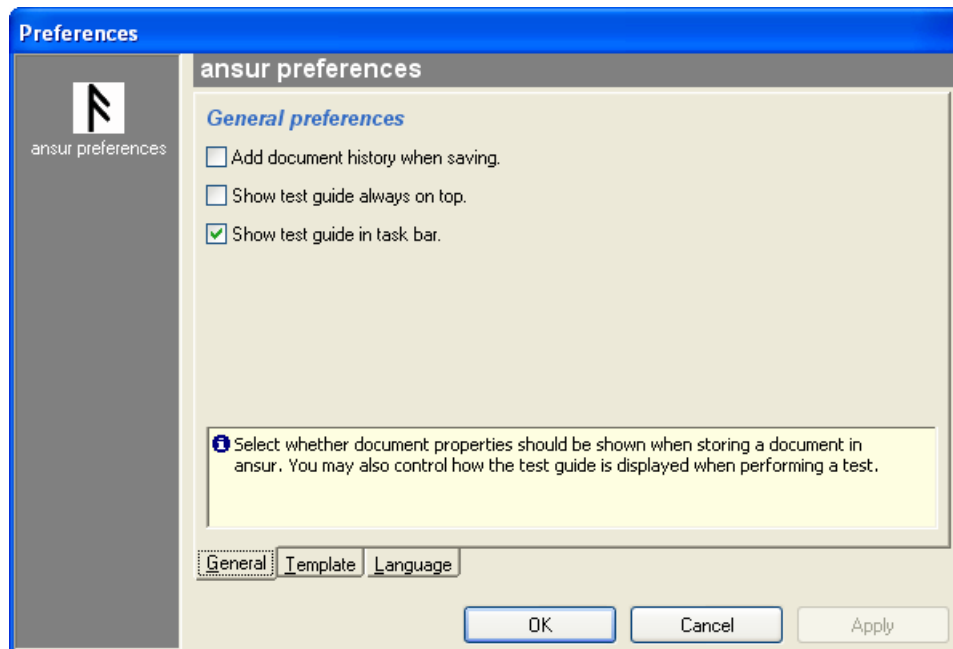 Preferences
ansur preferences
ansur preferences
General preferences
Add document history when saving.
Show test guide always on top.
Show test guide in task bar.
Select whether document properties should be shown when storing a document in
ansur. You may also control how the test guide is displayed when performing a test.
General Template Language
OK Cancel Apply